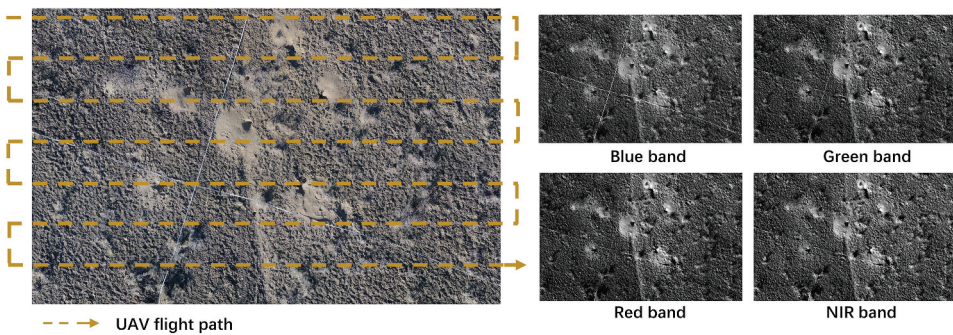 Blue band
Green band
Red band
NIR band
UAV flight path